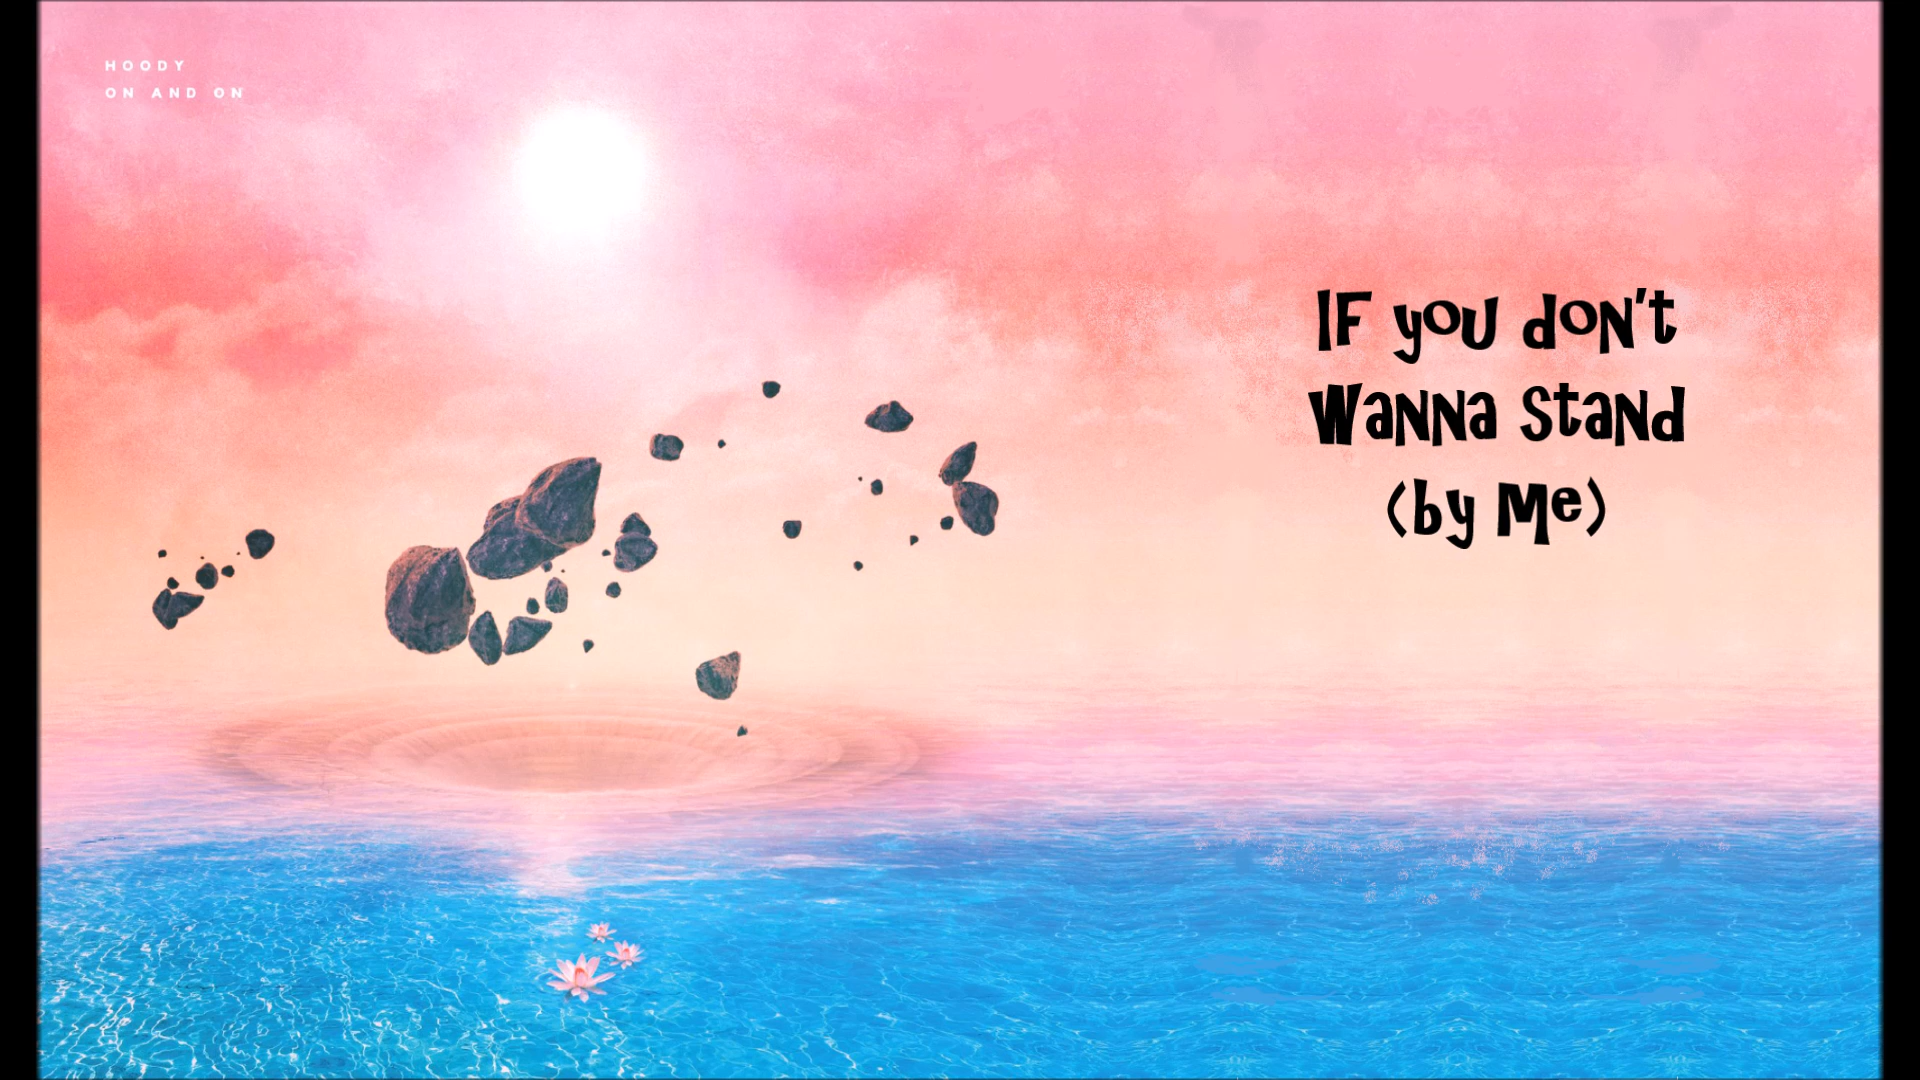 HOODY
ON AND ON
IF you don't
Wanna Stand
(by Me)